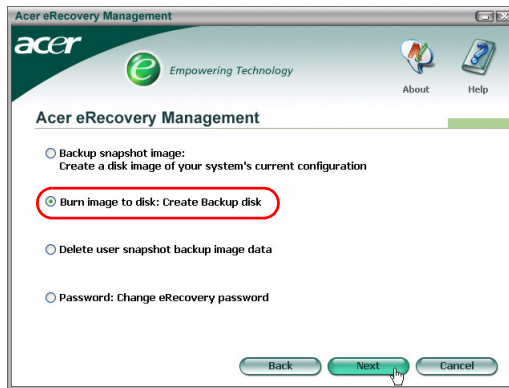 Acer eRecovery Management
acer
e Empowering Technology
About Help
Acer eRecovery Management
Backup snapshot image:
Create a disk image of your system's current configuration
Burn image to disk: Create Backup disk
Delete user snapshot backup image data
Password: Change eRecovery password
Back Next Cancel